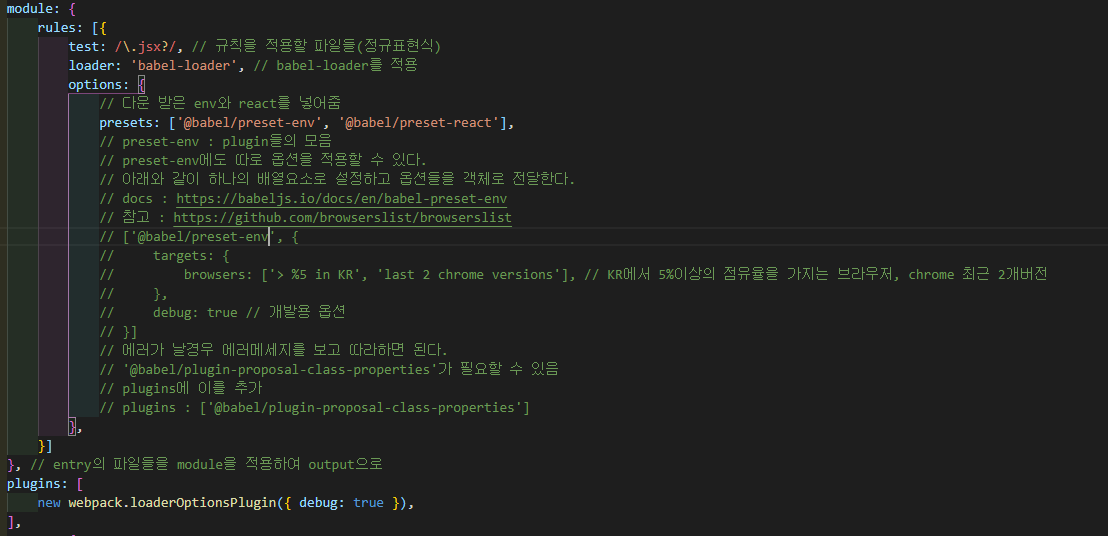 module: {
rules: [{
test: /\.jsx?/, // 규칙을 적용할 파일들(정규표현식)
loader: 'babel-loader', // babel-loader를 적용
options: {
// 다운 받은 env와 react를 넣어줌
presets: ['@babel/preset-env', '@babel/preset-react'],
// preset-env : plugin들의 모음
// preset-env에도 따로 옵션을 적용할 수 있다.
// 아래와 같이 하나의 배열요소로 설정하고 옵션들을 객체로 전달한다.
// docs : https://babeljs.io/docs/en/babel-preset-env
// 참고 : https://github.com/browserslist/browserslist
// ['@babel/preset-env', {
//     targets: {
//         browsers: ['> %5 in KR', 'last 2 chrome versions'], // KR에서 5%이상의 점유율을 가지는 브라우저, chrome 최근 2개버전
//     },
//     debug: true // 개발용 옵션
// }]
// 에러가 날경우 에러메세지를 보고 따라하면 된다.
// '@babel/plugin-proposal-class-properties'가 필요할 수 있음
// plugins에 이를 추가
// plugins : ['@babel/plugin-proposal-class-properties']
},
}]
}, // entry의 파일들을 module을 적용하여 output으로
plugins: [
new webpack.loaderOptionsPlugin({ debug: true }),
],